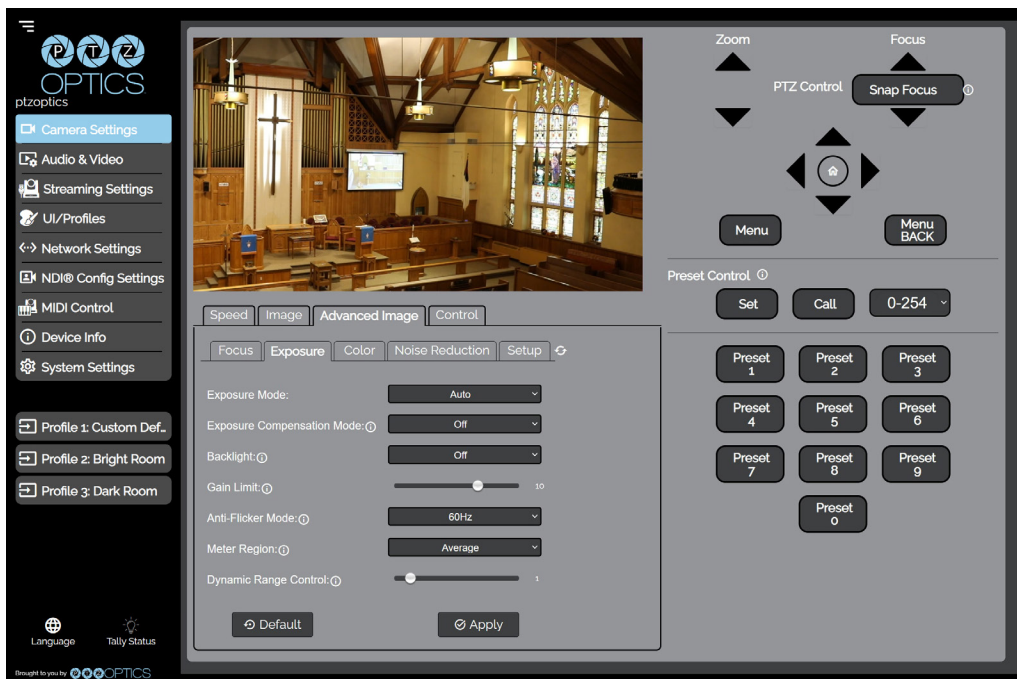 PTZ
OPTICS
ptzoptics
Camera Settings
Audio & Video
Streaming Settings
UI/Profiles
Network Settings
NDI® Config Settings
MIDI Control
Device Info
System Settings
Profile 1: Custom Def...
Profile 2: Bright Room
Profile 3: Dark Room
Language
Tally Status
Brought to you by PTZOPTICS
Speed Image Advanced Image Control
Focus Exposure Color Noise Reduction Setup
Exposure Mode: Auto
Exposure Compensation Mode: Off
Backlight: Off
Gain Limit: 10
Anti-Flicker Mode: 60Hz
Meter Region: Average
Dynamic Range Control: 1
Default Apply
Zoom Focus
PTZ Control Snap Focus
Menu
Menu
BACK
Preset Control
Set Call 0-254
Preset
1
Preset
2
Preset
3
Preset
4
Preset
5
Preset
6
Preset
7
Preset
8
Preset
9
Preset
0